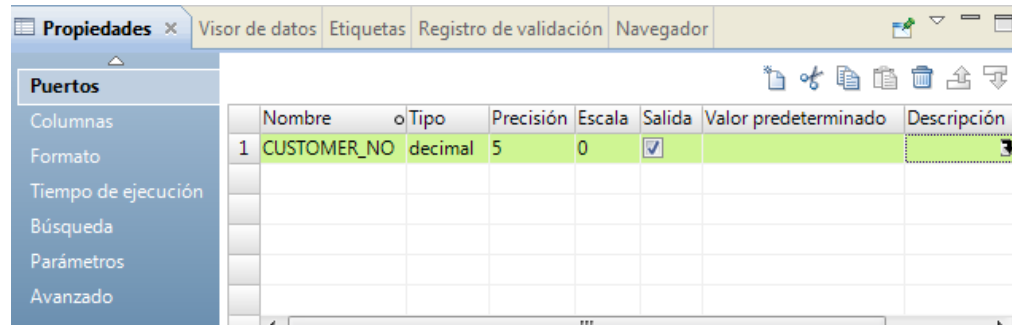 Propiedades Visor de datos Etiquetas Registro de validación Navegador
Puertos
Columnas
Formato
Tiempo de ejecución
Búsqueda
Parámetros
Avanzado
Nombre Tipo Precisión Escala Salida Valor predeterminado Descripción
1 CUSTOMER_NO decimal 5 0